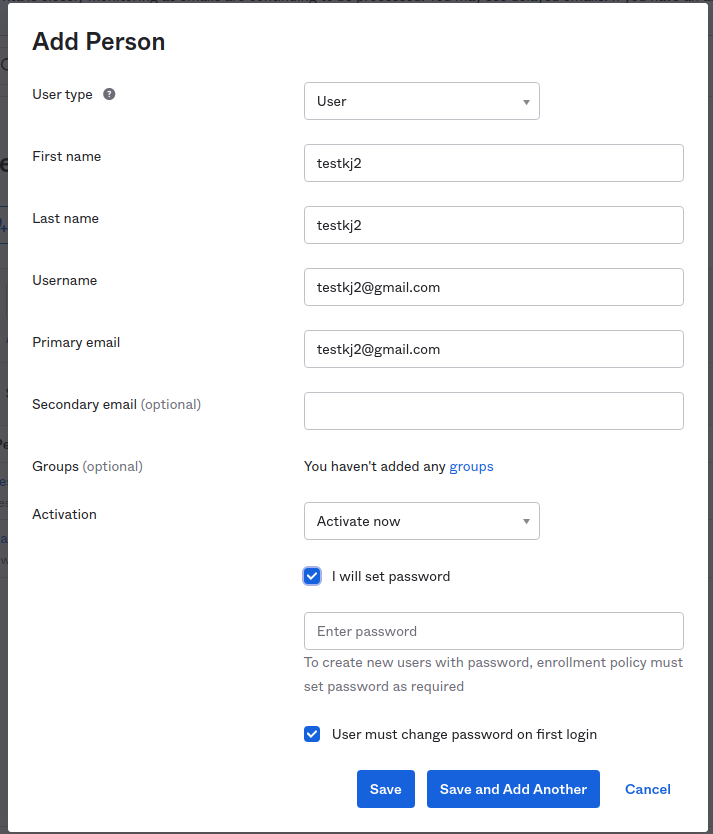 Add Person
User type ?
User
First name
testkj2
Last name
testkj2
Username
testkj2@gmail.com
Primary email
testkj2@gmail.com
Secondary email (optional)
Groups (optional)
You haven't added any groups
Activation
Activate now
I will set password
Enter password
To create new users with password, enrollment policy must
set password as required
User must change password on first login
Save
Save and Add Another
Cancel